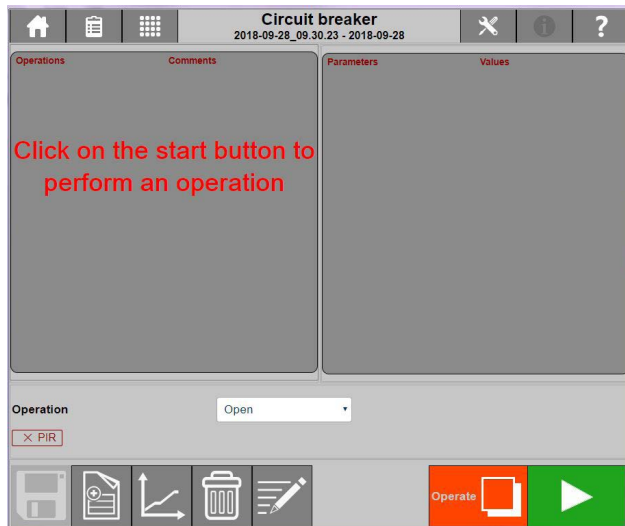 Circuit breaker
2018-09-28_09.30.23 - 2018-09-28
?
Operations Comments
Parameters Values
Click on the start button to
perform an operation
Operation Open
× PIR
Operate